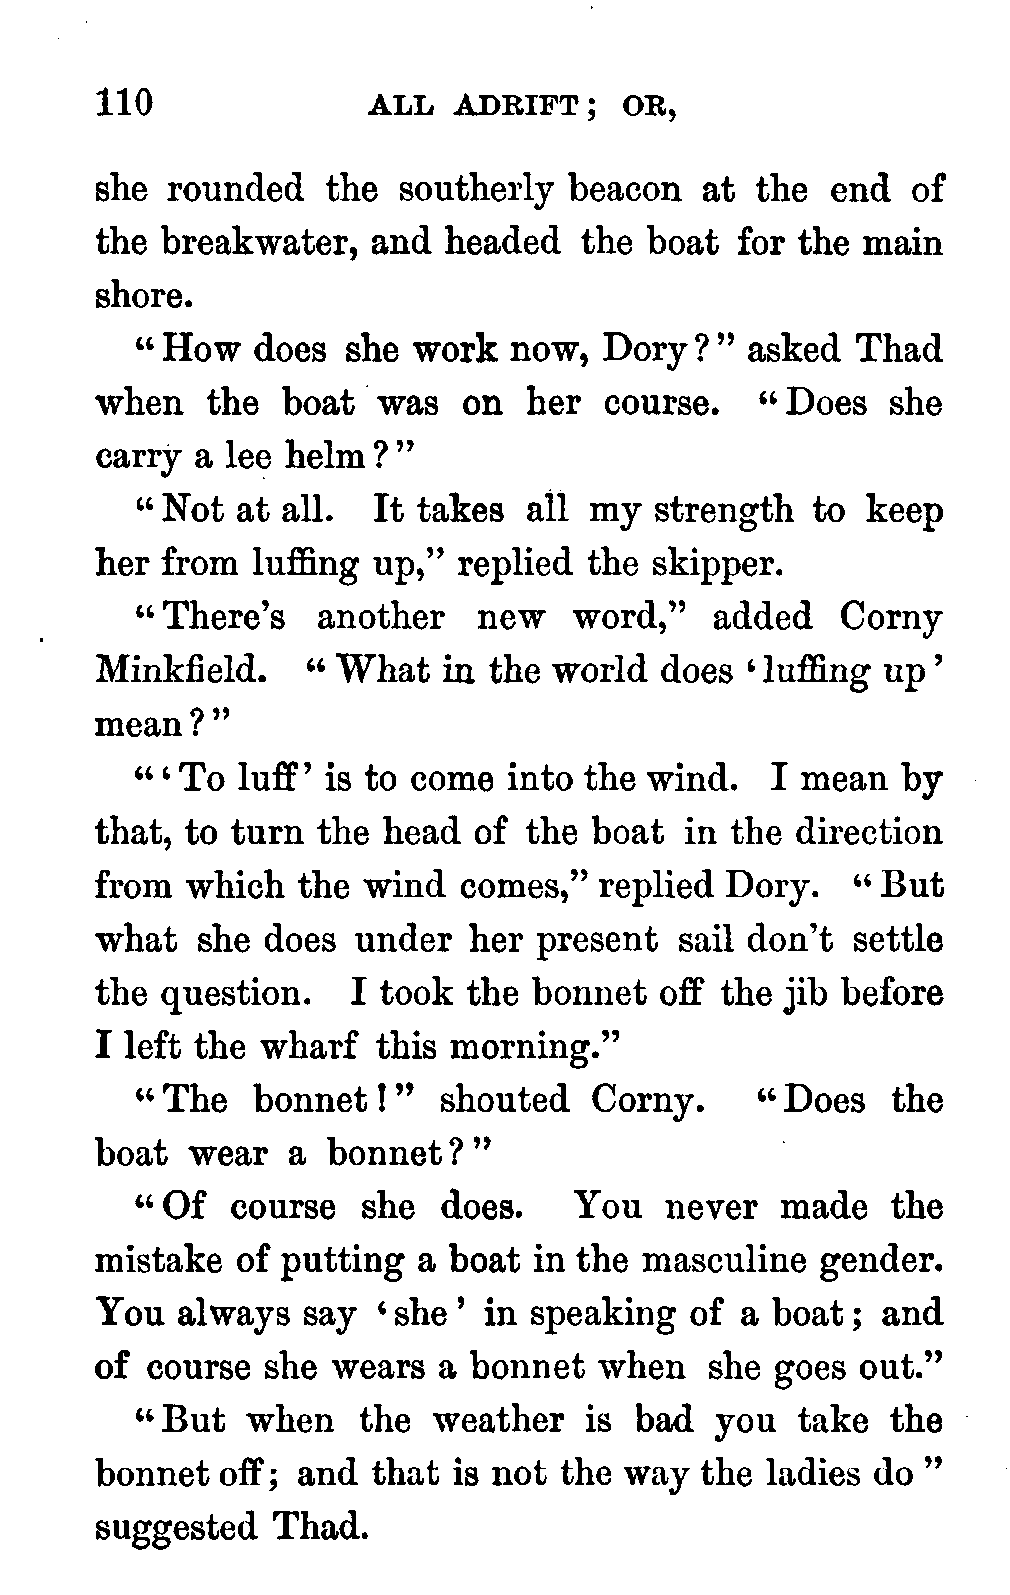 110 ALL ADRIFT; OR,
she rounded the southerly beacon at the end of
the breakwater, and headed the boat for the main
shore.
"How does she work now, Dory?" asked Thad
when the boat was on her course. "Does she
carry a lee helm?"
"Not at all. It takes all my strength to keep
her from luffing up," replied the skipper.
"There's another new word," added Corny
Minkfield. "What in the world does 'luffing up'
mean?"
"'To luff' is to come into the wind. I mean by
that, to turn the head of the boat in the direction
from which the wind comes," replied Dory. "But
what she does under her present sail don't settle
the question. I took the bonnet off the jib before
I left the wharf this morning."
"The bonnet!" shouted Corny. "Does the
boat wear a bonnet?"
"Of course she does. You never made the
mistake of putting a boat in the masculine gender.
You always say 'she' in speaking of a boat; and
of course she wears a bonnet when she goes out."
"But when the weather is bad you take the
bonnet off; and that is not the way the ladies do"
suggested Thad.